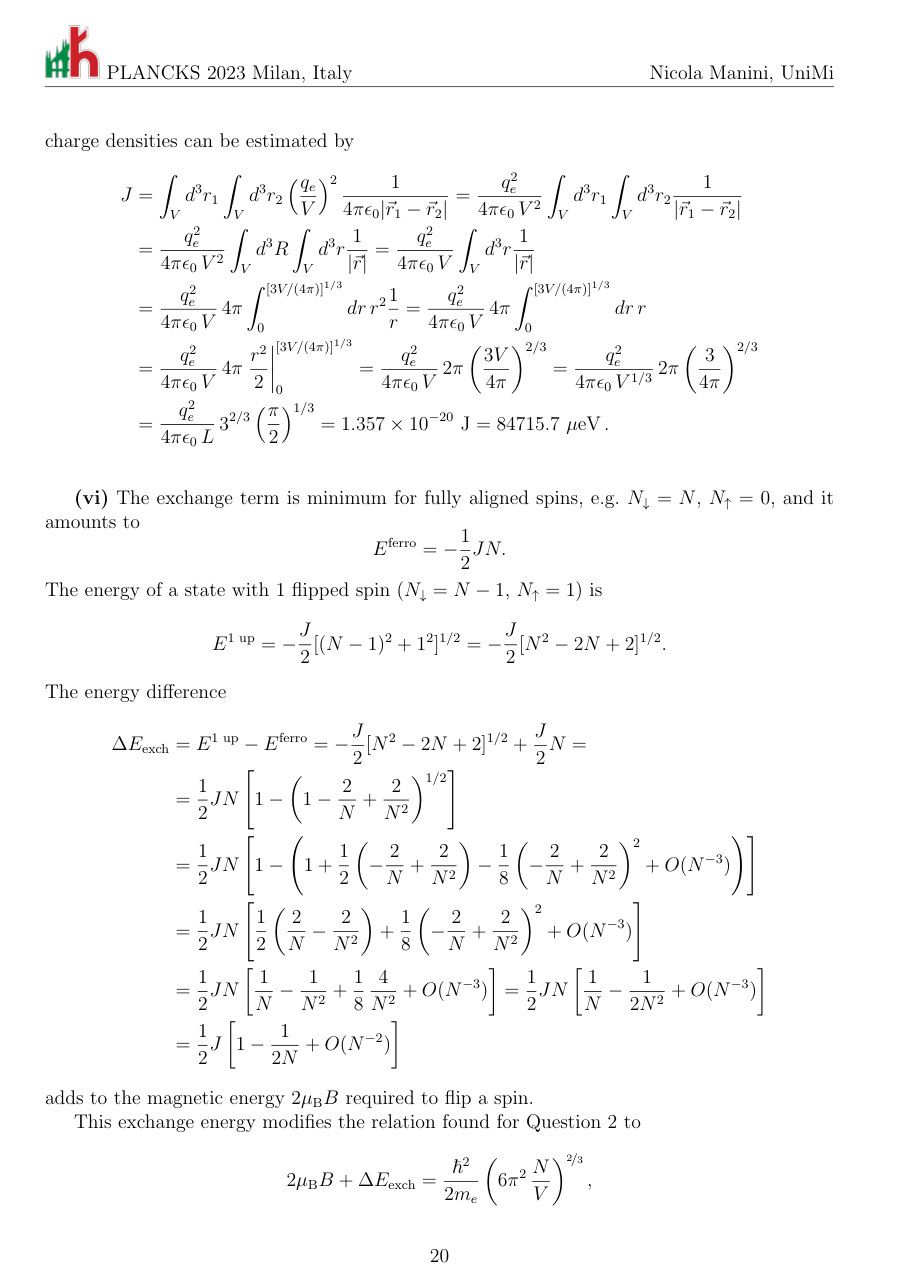 PLANCKS 2023 Milan, Italy Nicola Manini, UniMi
charge densities can be estimated by
J = ∫_V d³r₁ ∫_V d³r₂ (q_e/V)² 1/(4πϵ₀|r⃗₁ − r⃗₂|) = q_e²/(4πϵ₀ V²) ∫_V d³r₁ ∫_V d³r₂ 1/|r⃗₁ − r⃗₂|
= q_e²/(4πϵ₀ V²) ∫_V d³R ∫_V d³r 1/|r⃗| = q_e²/(4πϵ₀ V) ∫_V d³r 1/|r⃗|
= q_e²/(4πϵ₀ V) 4π ∫_0^{[3V/(4π)]^{1/3}} dr r² 1/r = q_e²/(4πϵ₀ V) 4π ∫_0^{[3V/(4π)]^{1/3}} dr r
= q_e²/(4πϵ₀ V) 4π r²/2 |_0^{[3V/(4π)]^{1/3}} = q_e²/(4πϵ₀ V) 2π (3V/4π)^{2/3} = q_e²/(4πϵ₀ V^{1/3}) 2π (3/4π)^{2/3}
= q_e²/(4πϵ₀ L) 3^{2/3} (π/2)^{1/3} = 1.357 × 10^{−20} J = 84715.7 μeV .
(vi) The exchange term is minimum for fully aligned spins, e.g. N↓ = N, N↑ = 0, and it
amounts to
E^{ferro} = −1/2 JN.
The energy of a state with 1 flipped spin (N↓ = N − 1, N↑ = 1) is
E^{1 up} = −J/2 [(N − 1)² + 1²]^{1/2} = −J/2 [N² − 2N + 2]^{1/2}.
The energy difference
ΔE_{exch} = E^{1 up} − E^{ferro} = −J/2 [N² − 2N + 2]^{1/2} + J/2 N =
= 1/2 JN [1 − (1 − 2/N + 2/N²)^{1/2}]
= 1/2 JN [1 − (1 + 1/2 (−2/N + 2/N²) − 1/8 (−2/N + 2/N²)² + O(N^{−3}))]
= 1/2 JN [1/2 (2/N − 2/N²) + 1/8 (−2/N + 2/N²)² + O(N^{−3})]
= 1/2 JN [1/N − 1/N² + 1/8 4/N² + O(N^{−3})] = 1/2 JN [1/N − 1/2N² + O(N^{−3})]
= 1/2 J [1 − 1/2N + O(N^{−2})]
adds to the magnetic energy 2μ_B B required to flip a spin.
This exchange energy modifies the relation found for Question 2 to
2μ_B B + ΔE_{exch} = ℏ²/2m_e (6π² N/V)^{2/3} ,
20